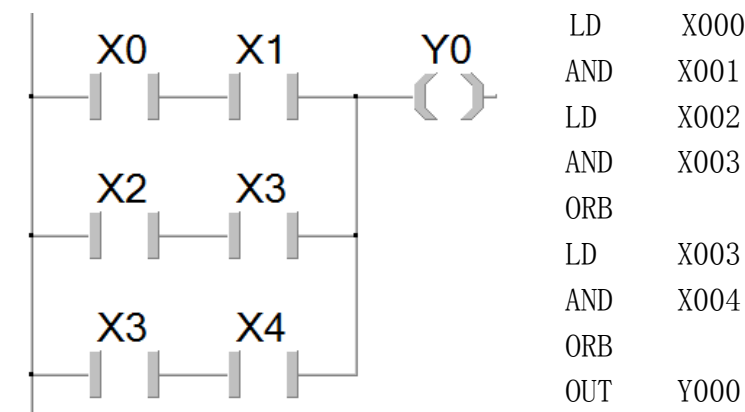 X0 X1 Y0
X2 X3
X3 X4
LD X000
AND X001
LD X002
AND X003
ORB
LD X003
AND X004
ORB
OUT Y000